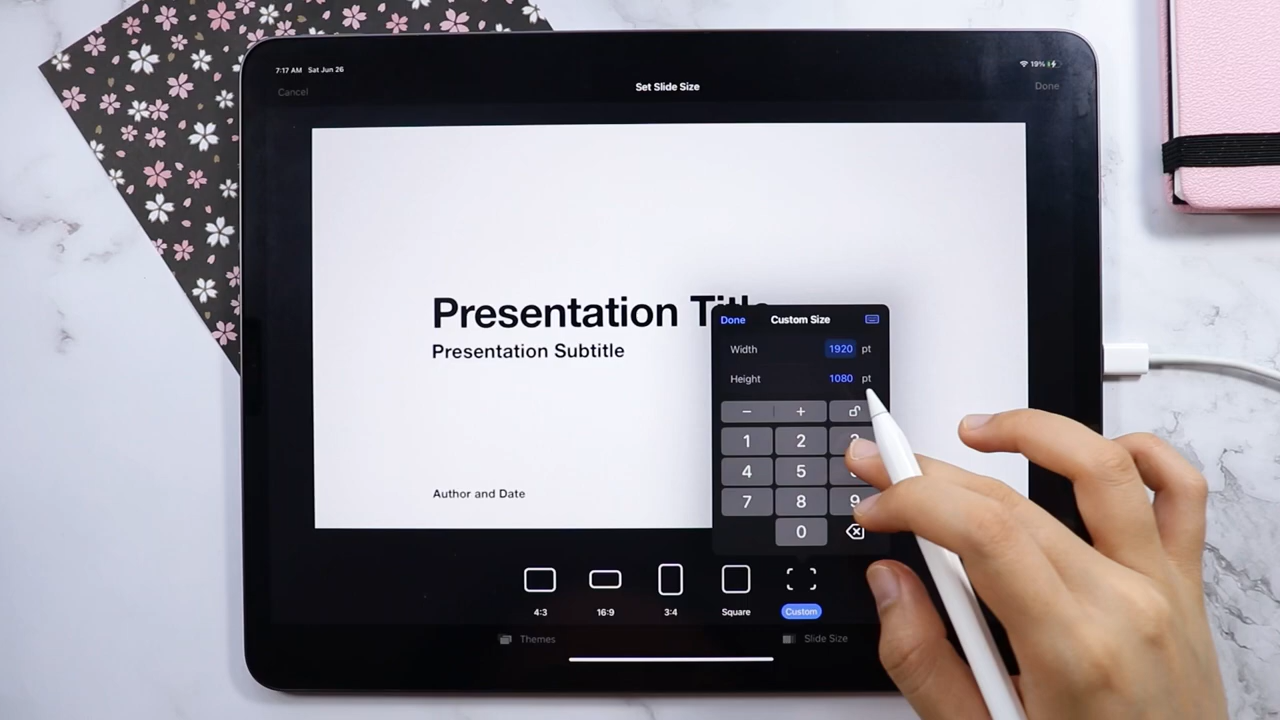 7:17 AM Sat Jun 26
19%
Cancel
Set Slide Size
Done
Presentation
Presentation Subtitle
Author and Date
Done
Custom Size
Width 1920 pt
Height 1080 pt
− +
1 2
4 5
7 8 9
0
4:3
16:9
3:4
Square
Custom
Themes
Slide Size